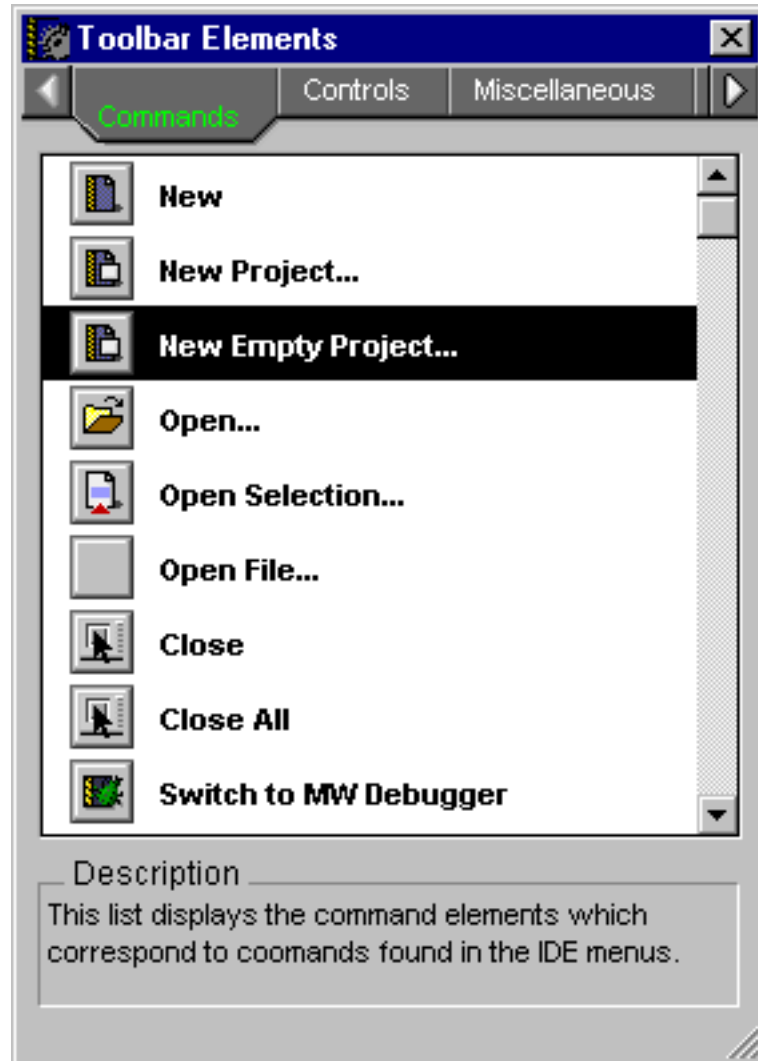 Toolbar Elements
Commands
Controls
Miscellaneous
New
New Project...
New Empty Project...
Open...
Open Selection...
Open File...
Close
Close All
Switch to MW Debugger
Description
This list displays the command elements which
correspond to coomands found in the IDE menus.